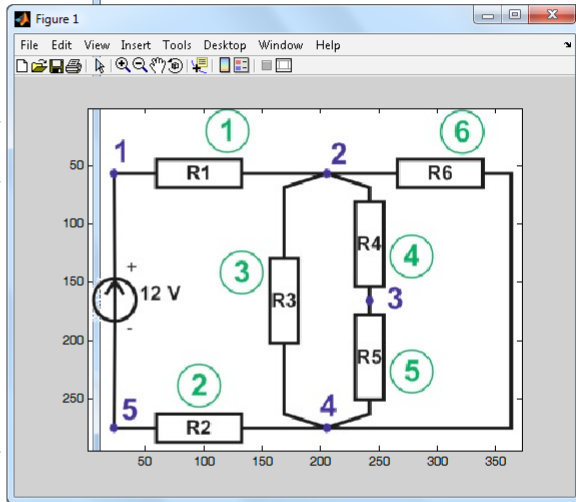 Figure 1
File Edit View Insert Tools Desktop Window Help
1 6
1 2
50 R1 R6
100
R4
3 4
+
150 12 V R3 3
-
200
R5
5
2
250 5 4
R2
50 100 150 200 250 300 350